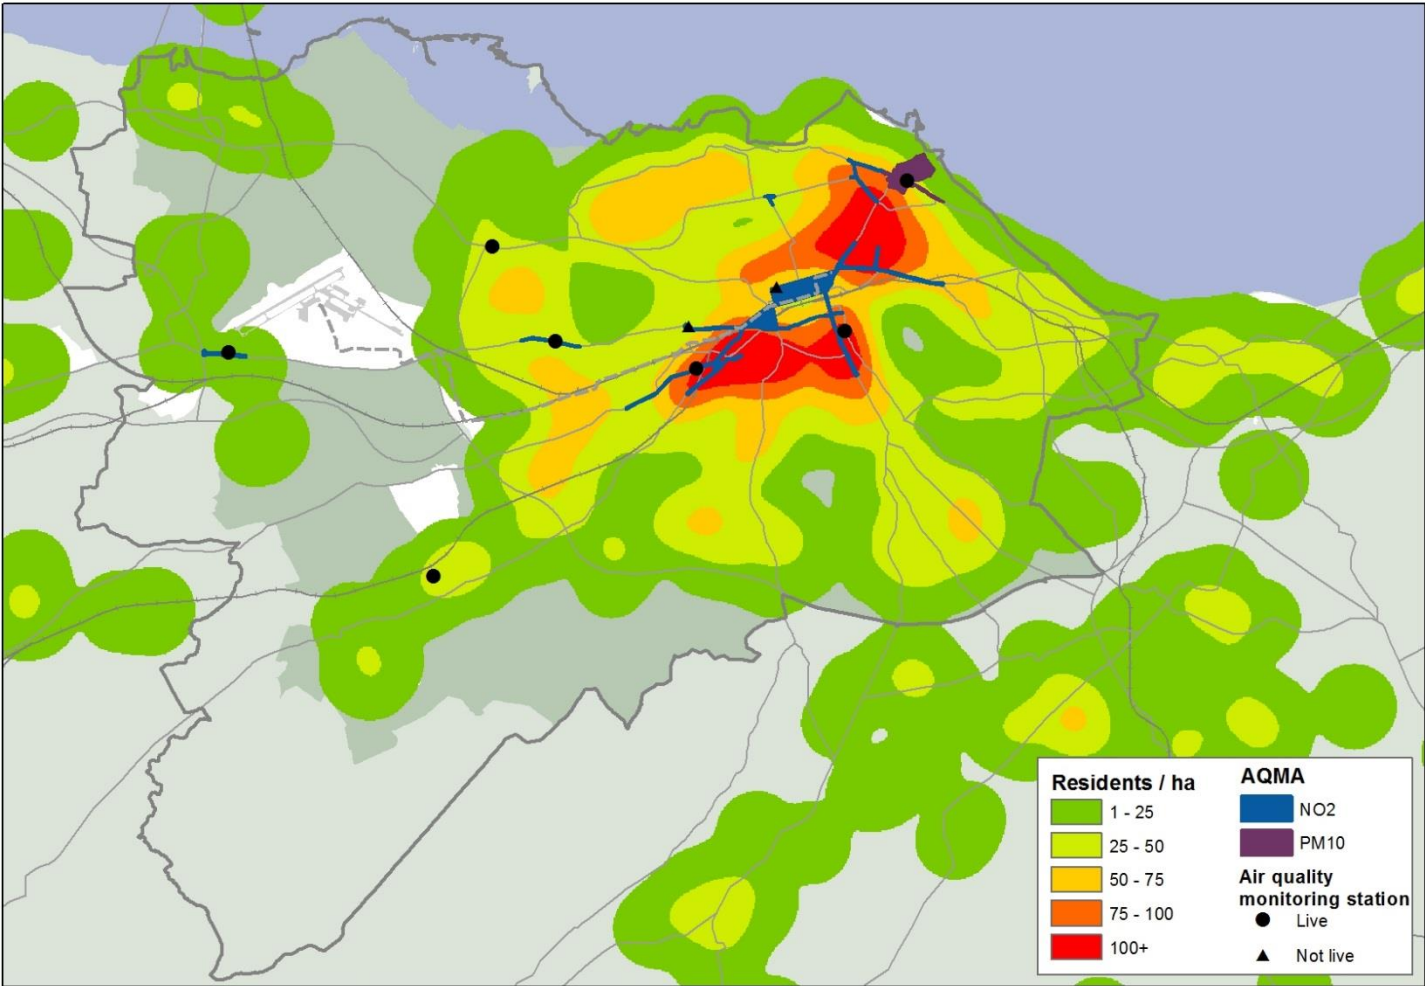 Residents / ha
1 - 25
25 - 50
50 - 75
75 - 100
100+
AQMA
NO2
PM10
Air quality
monitoring station
Live
Not live